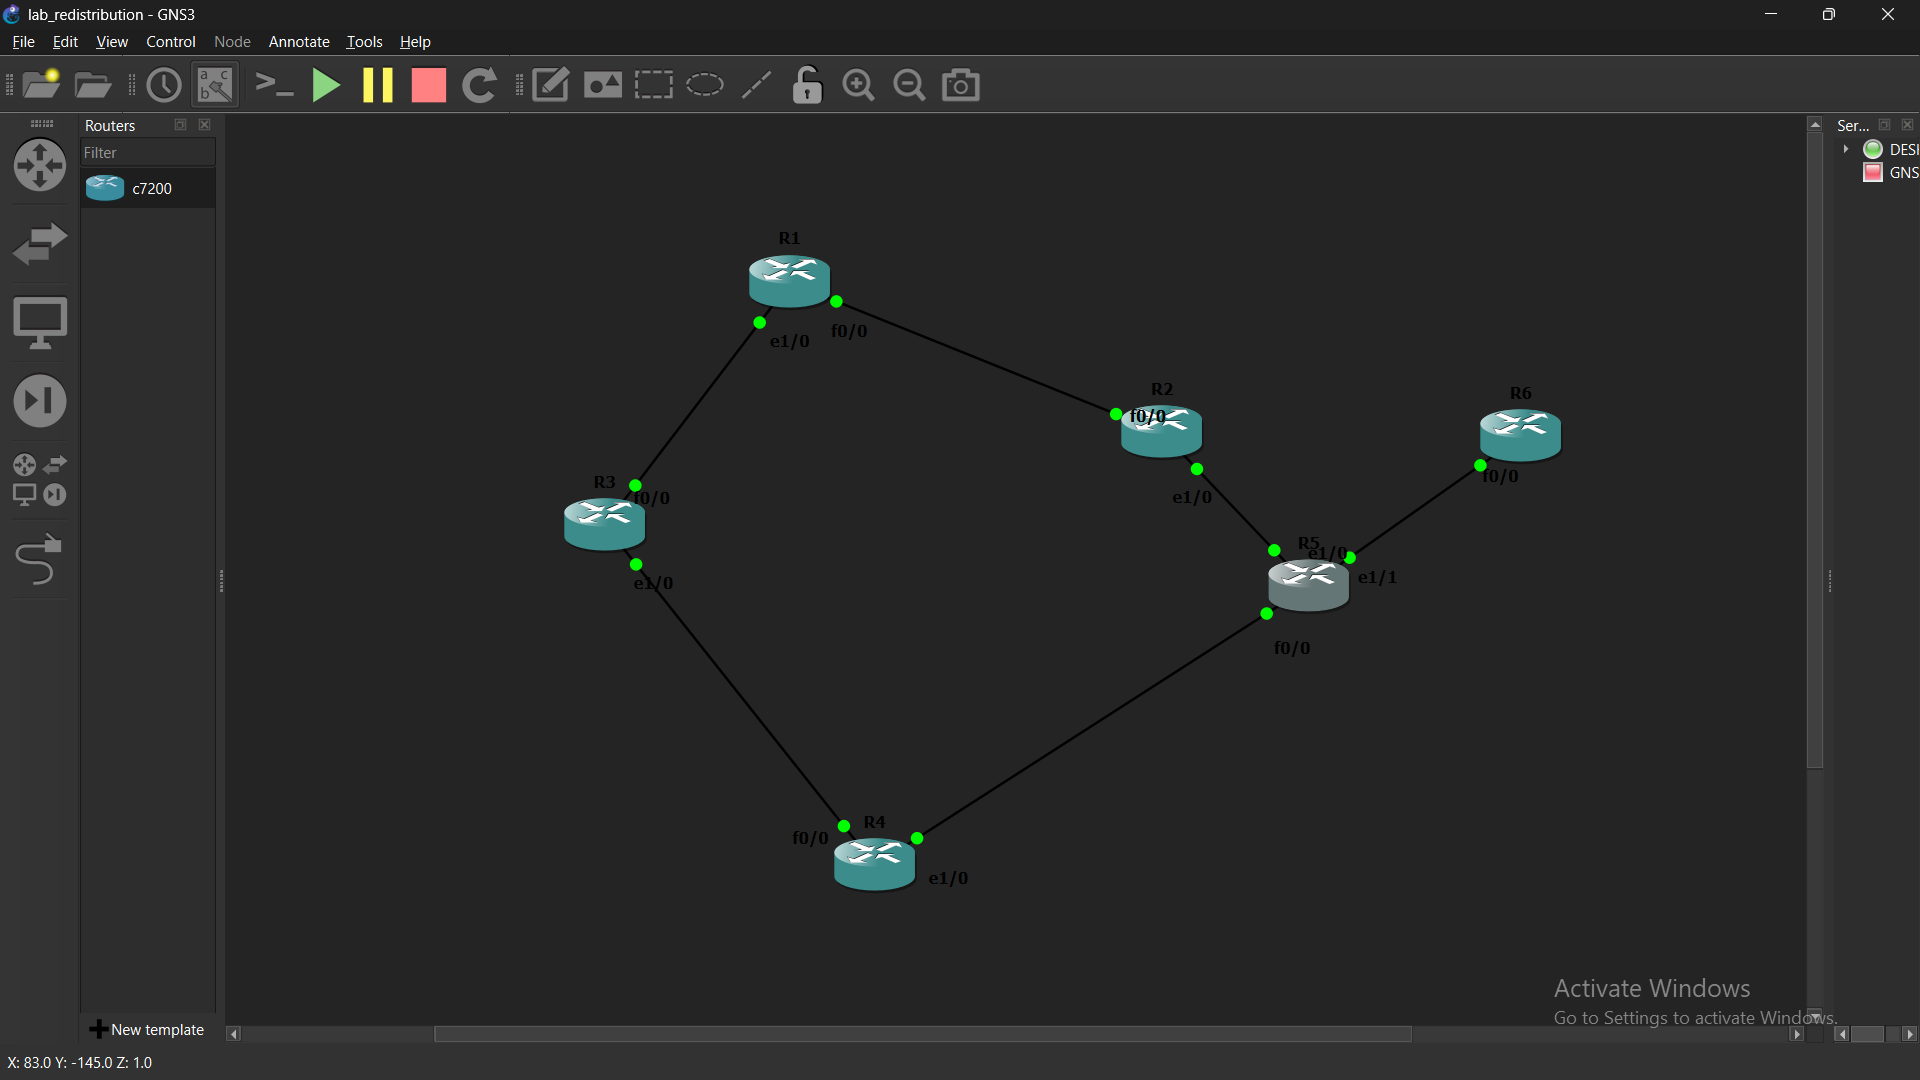 lab_redistribution - GNS3
File Edit View Control Node Annotate Tools Help
a c
b
Routers
Filter
c7200
New template
R1
e1/0
f0/0
R2
f0/0
e1/0
R6
f0/0
R3
f0/0
e1/0
R5
e1/0
e1/1
f0/0
R4
f0/0
e1/0
Ser...
DESI
GNS
Activate Windows
Go to Settings to activate Windows.
X: 83.0 Y: -145.0 Z: 1.0